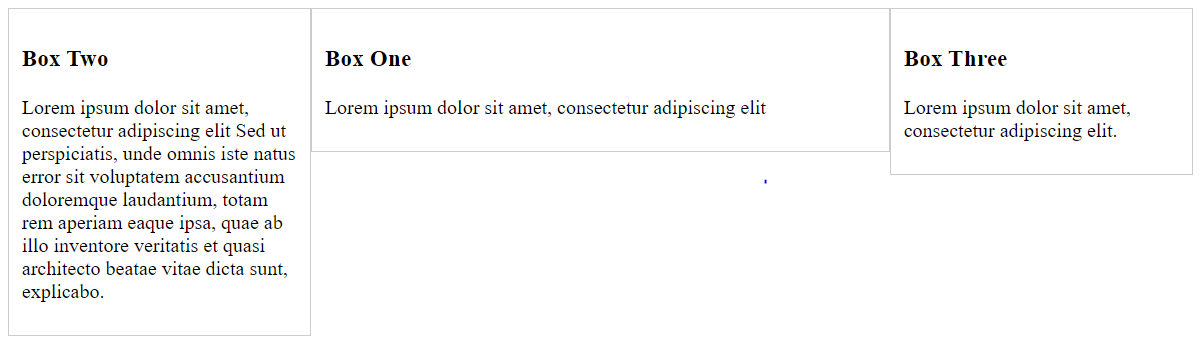 Box Two
Lorem ipsum dolor sit amet,
consectetur adipiscing elit Sed ut
perspiciatis, unde omnis iste natus
error sit voluptatem accusantium
doloremque laudantium, totam
rem aperiam eaque ipsa, quae ab
illo inventore veritatis et quasi
architecto beatae vitae dicta sunt,
explicabo.
Box One
Lorem ipsum dolor sit amet, consectetur adipiscing elit
Box Three
Lorem ipsum dolor sit amet,
consectetur adipiscing elit.